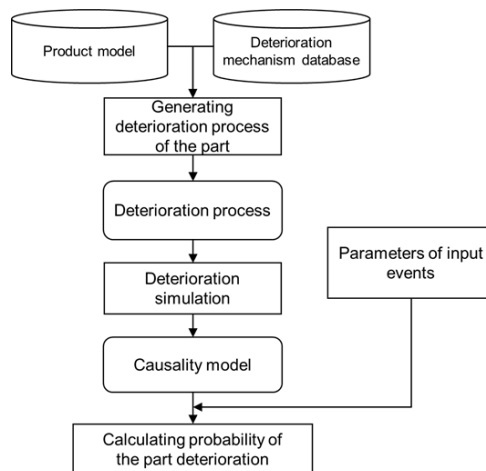 Product model
Deterioration
mechanism database
Generating
deterioration process
of the part
Deterioration process
Deterioration
simulation
Parameters of input
events
Causality model
Calculating probability of
the part deterioration